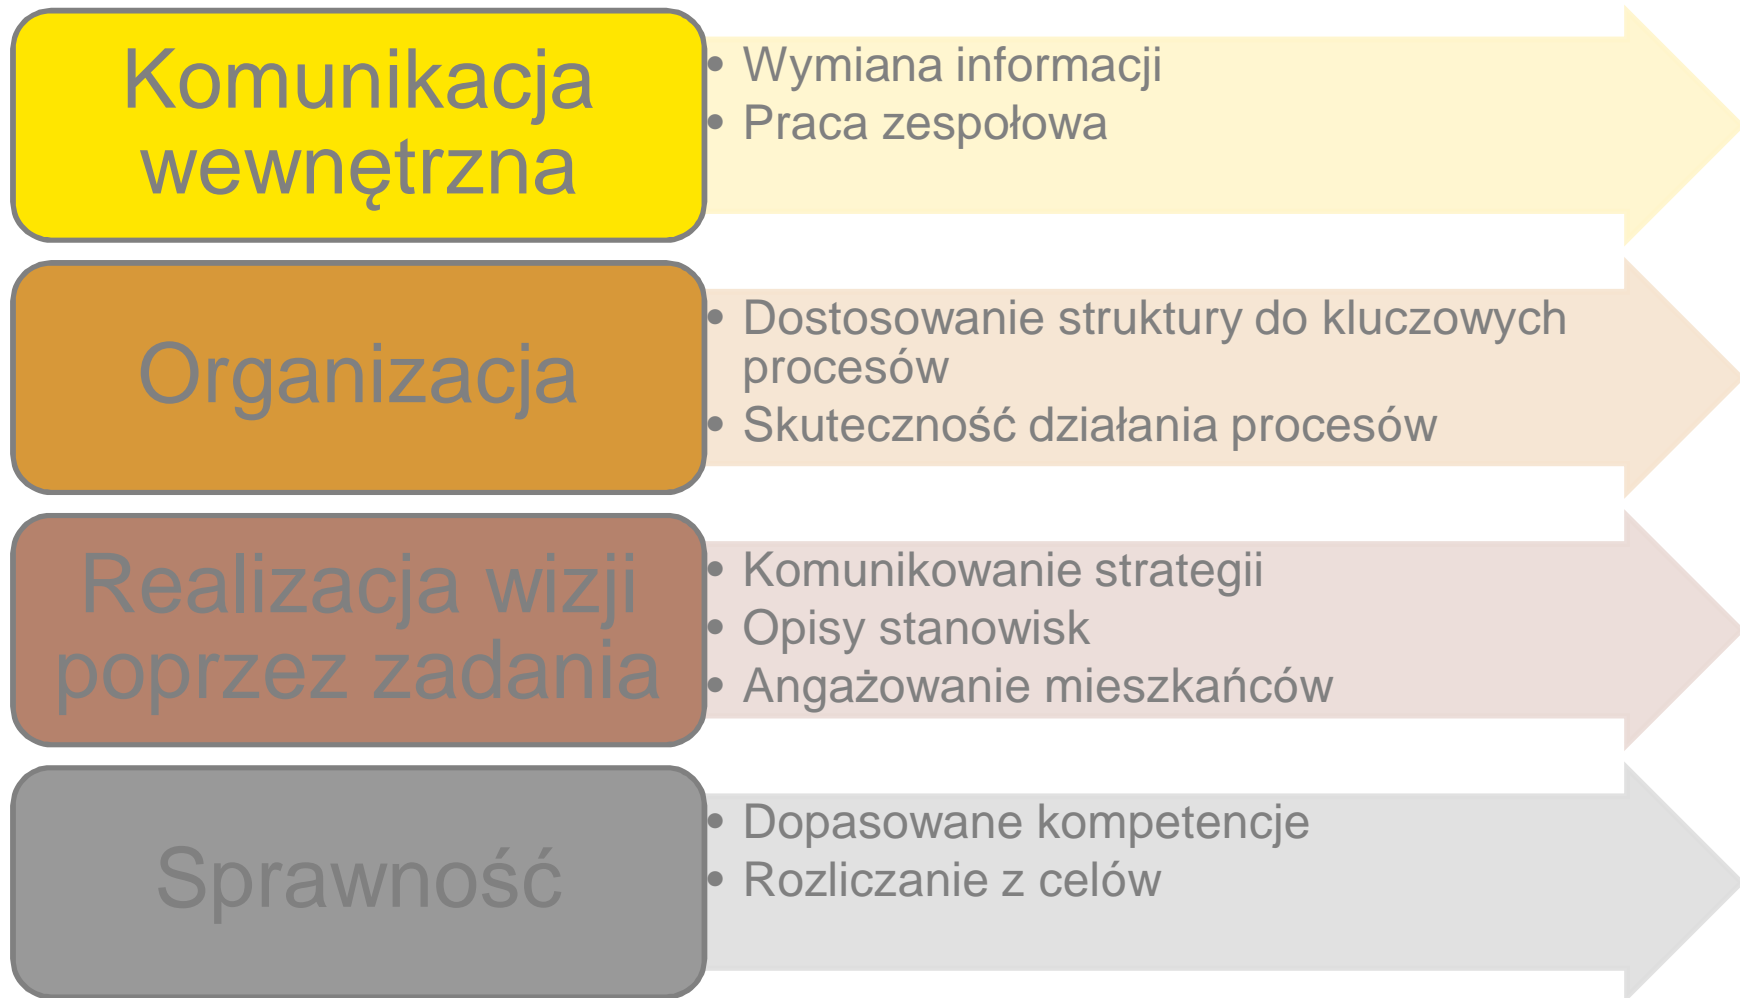 Komunikacja
wewnętrzna
• Wymiana informacji
• Praca zespołowa
Organizacja
• Dostosowanie struktury do kluczowych
procesów
• Skuteczność działania procesów
Realizacja wizji
poprzez zadania
• Komunikowanie strategii
• Opisy stanowisk
• Angażowanie mieszkańców
Sprawność
• Dopasowane kompetencje
• Rozliczanie z celów